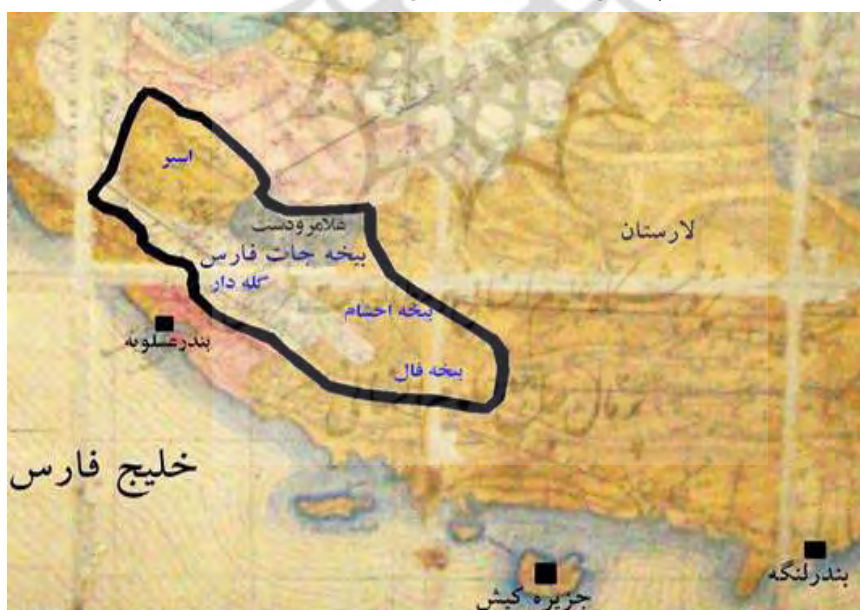 اسیر
علامرودشت
لارستان
بیخه جات فارس
گله دار
بیخه احشام
بندرعسلویه
بیخه فال
خلیج فارس
بندرلنگه
جزیره کیش